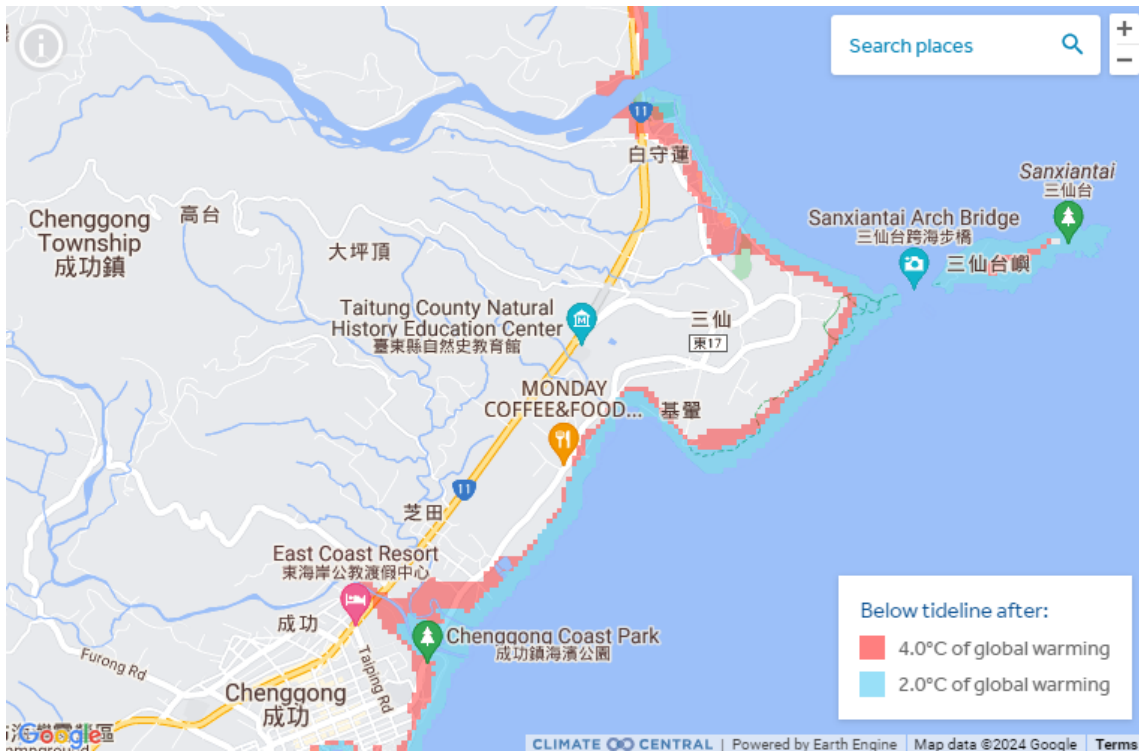 Search places
+
−
11
白守蓮
Sanxiantai
三仙台
Chenggong
Township
成功鎮
高台
Sanxiantai Arch Bridge
三仙台跨海步橋
三仙台嶼
大坪頂
Taitung County Natural
History Education Center
臺東縣自然史教育館
三仙
東17
MONDAY
COFFEE&FOOD...
基翬
11
芝田
East Coast Resort
東海岸公教渡假中心
成功
Chenggong Coast Park
成功鎮海濱公園
Furong Rd
Taiping Rd
Chenggong
成功
Below tideline after:
4.0°C of global warming
2.0°C of global warming
Google
CLIMATE CENTRAL | Powered by Earth Engine
Map data ©2024 Google
Terms